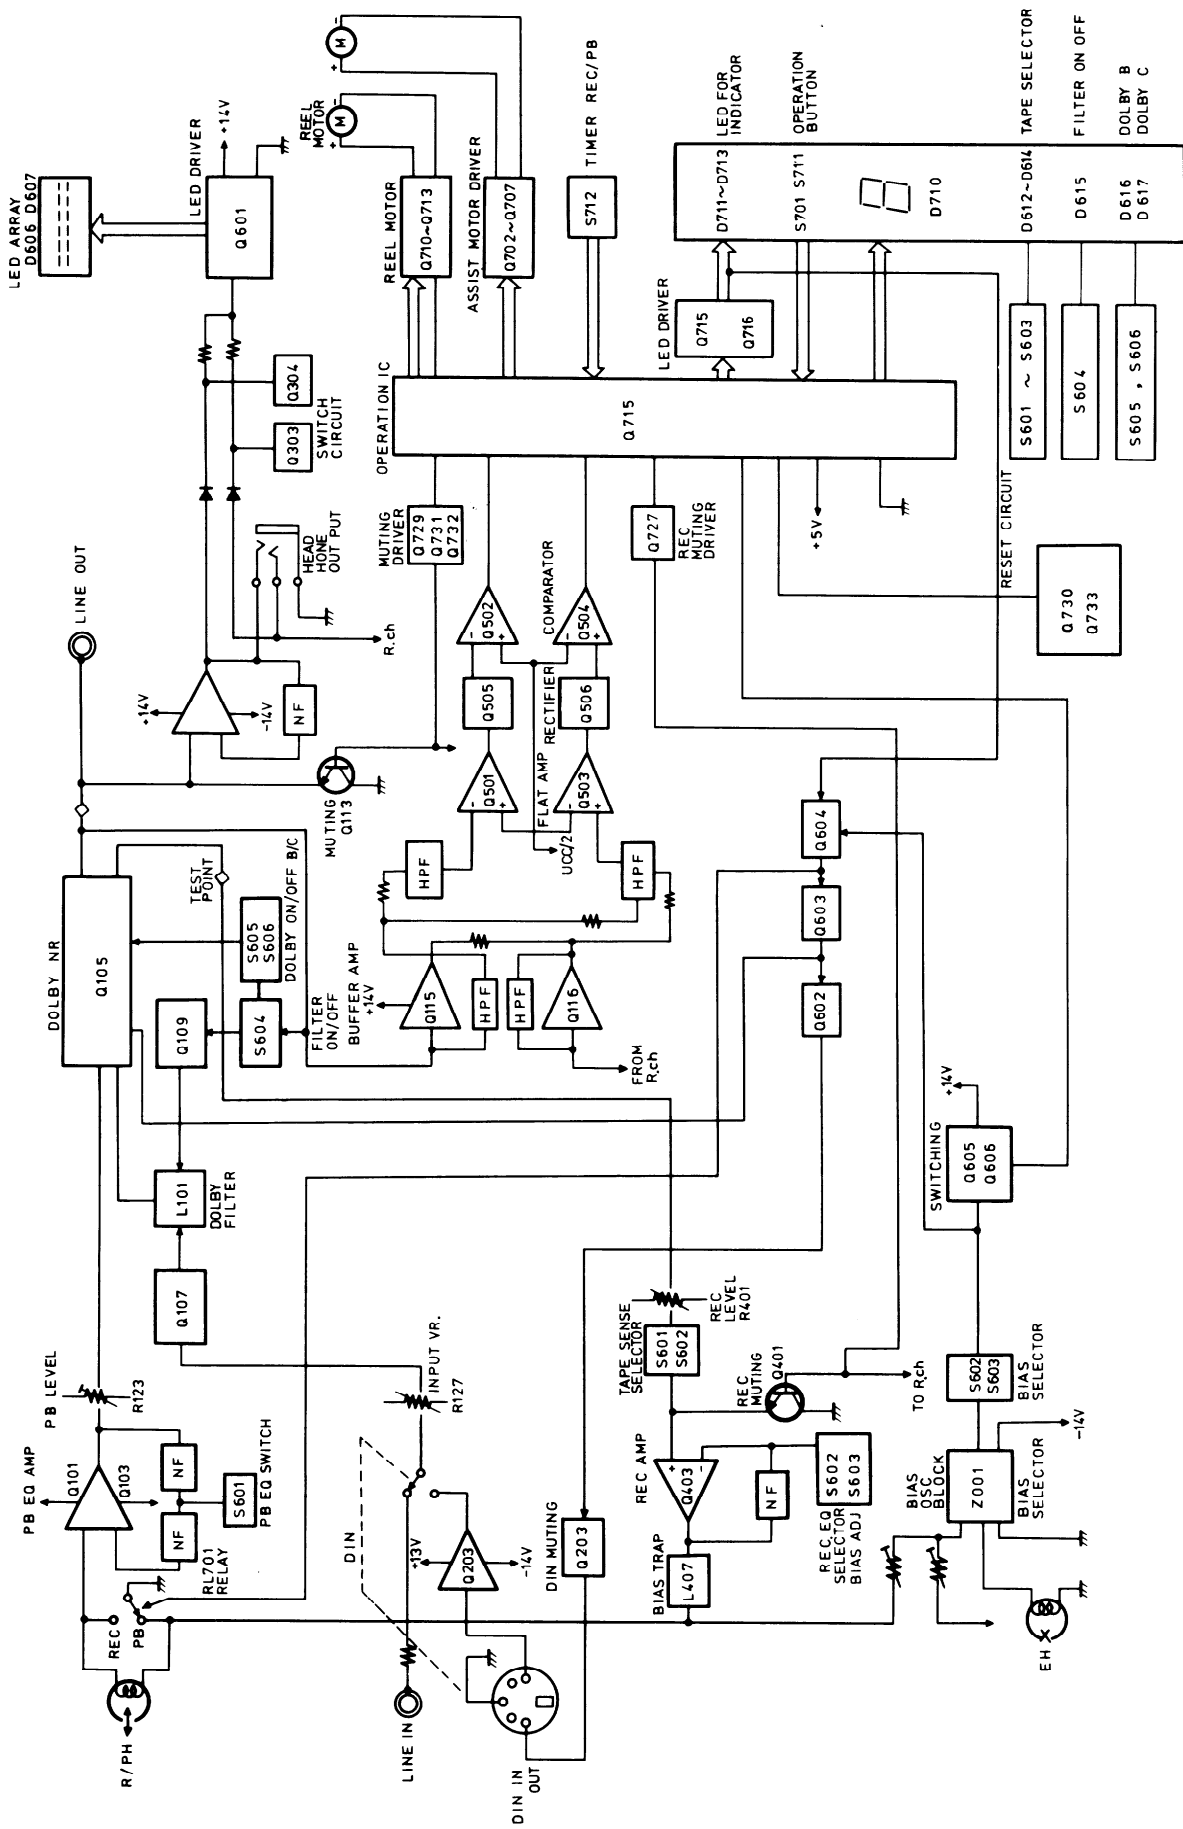 R/PH
REC
PB
RL701
RELAY
PB EQ AMP
Q101
Q103
NF
NF
S601
PB EQ SWITCH
PB LEVEL
R123
DOLBY NR
Q105
LINE OUT
LED ARRAY
D606 D607
LED DRIVER
Q601
+14V
Q107
L101
DOLBY
FILTER
Q109
S604
S605
S606
DOLBY ON/OFF B/C
FILTER
ON/OFF
TEST
POINT
+14V
-14V
NF
HEAD
HONE
OUT PUT
R.ch
Q303
Q304
SWITCH
CIRCUIT
MUTING
Q113
LINE IN
DIN
INPUT VR.
R127
+13V
Q203
-14V
DIN IN
OUT
DIN MUTING
Q203
BUFFER AMP
+14V
Q115
HPF
HPF
Q116
FROM
R.ch
HPF
HPF
Q501
Q503
FLAT AMP
UCC/2
Q505
Q506
RECTIFIER
Q502
Q504
COMPARATOR
MUTING
DRIVER
Q729
Q731
Q732
OPERATION IC
Q715
REEL MOTOR
Q710~Q713
REEL
MOTOR
+
M
-
+
M
-
ASSIST MOTOR DRIVER
Q702~Q707
S712
TIMER REC/PB
Q727
REC
MUTING
DRIVER
LED DRIVER
Q715
Q716
D711~D713
LED FOR
INDICATOR
S701 S711
OPERATION
BUTTON
D710
D612~D614
TAPE SELECTOR
D615
FILTER ON OFF
D616
D617
DOLBY B
DOLBY C
S601 ~ S603
S604
S605 , S606
+5V
RESET CIRCUIT
Q730
Q733
Q604
Q603
Q602
TAPE SENSE
SELECTOR
S601
S602
REC
LEVEL
R401
REC AMP
Q403
NF
BIAS TRAP
L407
REC
MUTING
Q401
TO R.ch
S602
S603
REC.EQ
SELECTOR
BIAS ADJ
BIAS
OSC
BLOCK
Z001
BIAS
SELECTOR
-14V
S602
S603
BIAS
SELECTOR
SWITCHING
Q605
Q606
+14V
EH